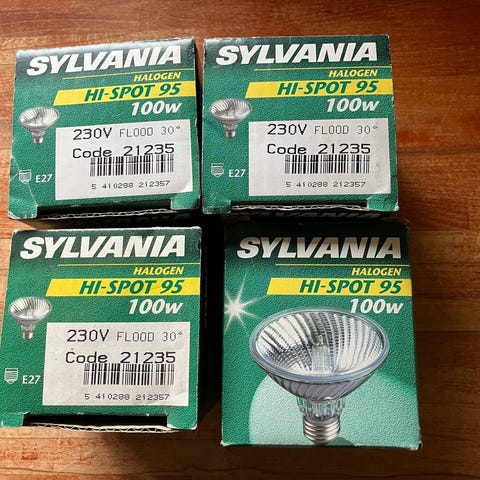 SYLVANIA
HALOGEN
HI-SPOT 95
100w
230V FLOOD 30°
Code 21235
E27
5 410288 212357
SYLVANIA
HALOGEN
HI-SPOT 95
100w
230V FLOOD 30°
Code 21235
E27
5 410288 212357
SYLVANIA
HALOGEN
HI-SPOT 95
100w
230V FLOOD 30°
Code 21235
E27
5 410288 212357
SYLVANIA
HALOGEN
HI-SPOT 95
100w